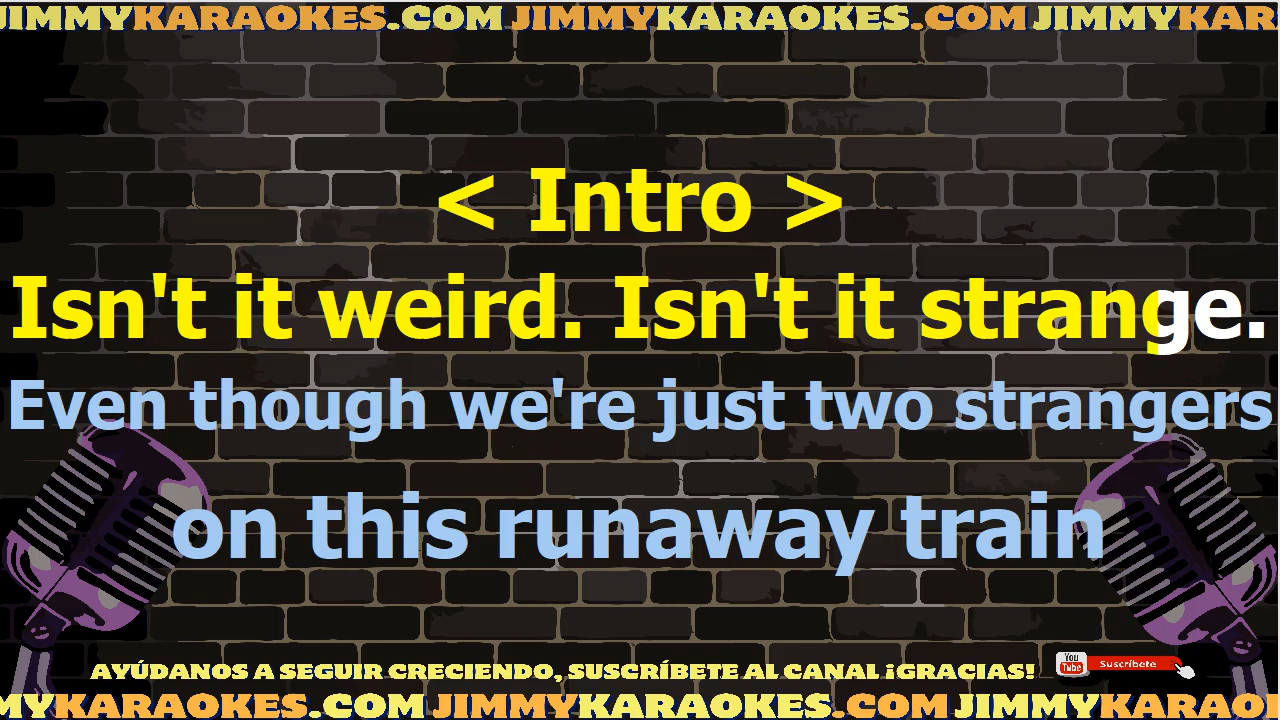 JIMMYKARAOKES.COM JIMMYKARAOKES.COM JIMMYKAR
< Intro >
Isn't it weird. Isn't it strange.
Even though we're just two strangers
on this runaway train
AYÚDANOS A SEGUIR CRECIENDO, SUSCRÍBETE AL CANAL ¡GRACIAS!
You Tube Suscríbete
MYKARAOKES.COM JIMMYKARAOKES.COM JIMMYKARAO